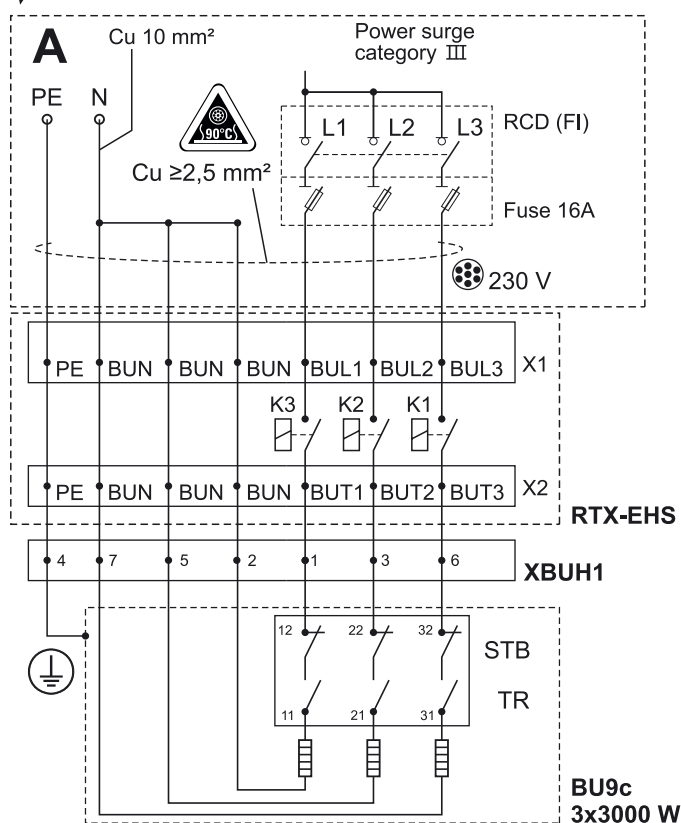 A
Cu 10 mm²
Power surge
category III
PE N
L1 L2 L3
RCD (FI)
90°C
Cu ≥2,5 mm²
Fuse 16A
230 V
PE BUN BUN BUN BUL1 BUL2 BUL3 X1
K3 K2 K1
PE BUN BUN BUN BUT1 BUT2 BUT3 X2
RTX-EHS
4 7 5 2 1 3 6
XBUH1
12 22 32
STB
TR
11 21 31
BU9c
3x3000 W